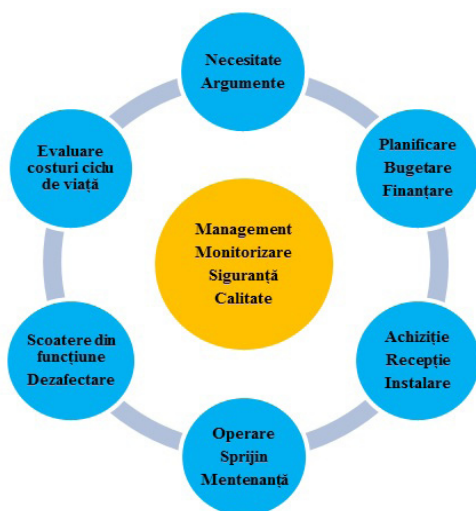 Necesitate
Argumente
Planificare
Bugetare
Finanțare
Achiziție
Recepție
Instalare
Operare
Sprijin
Mentenanță
Scoatere din
funcțiune
Dezafectare
Evaluare
costuri ciclu
de viață
Management
Monitorizare
Siguranță
Calitate